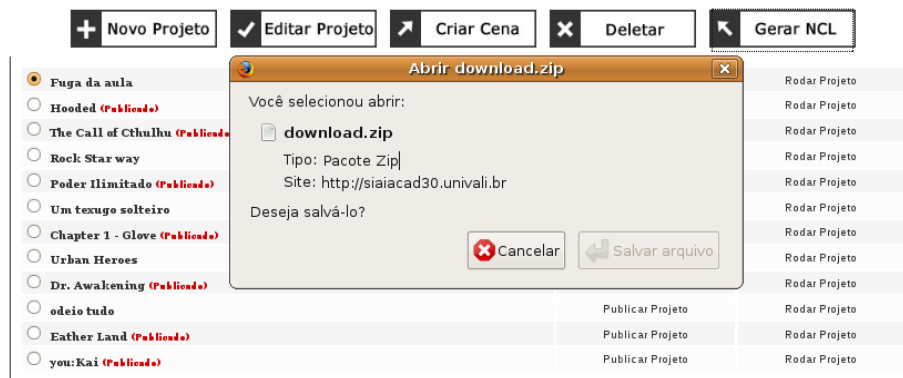 Novo Projeto Editar Projeto Criar Cena Deletar Gerar NCL
Abrir download.zip
Você selecionou abrir:
download.zip
Tipo: Pacote Zip
Site: http://siaiacad30.univali.br
Deseja salvá-lo?
Cancelar Salvar arquivo
Fuga da aula Rodar Projeto
Hooded (Publicado) Rodar Projeto
The Call of Cthulhu (Publicado Rodar Projeto
Rock Star way Rodar Projeto
Poder Ilimitado (Publicado) Rodar Projeto
Um texugo solteiro Rodar Projeto
Chapter 1 - Glove (Publicado) Rodar Projeto
Urban Heroes Rodar Projeto
Dr. Awakening (Publicado) Rodar Projeto
odeio tudo Publicar Projeto Rodar Projeto
Eather Land (Publicado) Publicar Projeto Rodar Projeto
you:Kai (Publicado) Publicar Projeto Rodar Projeto